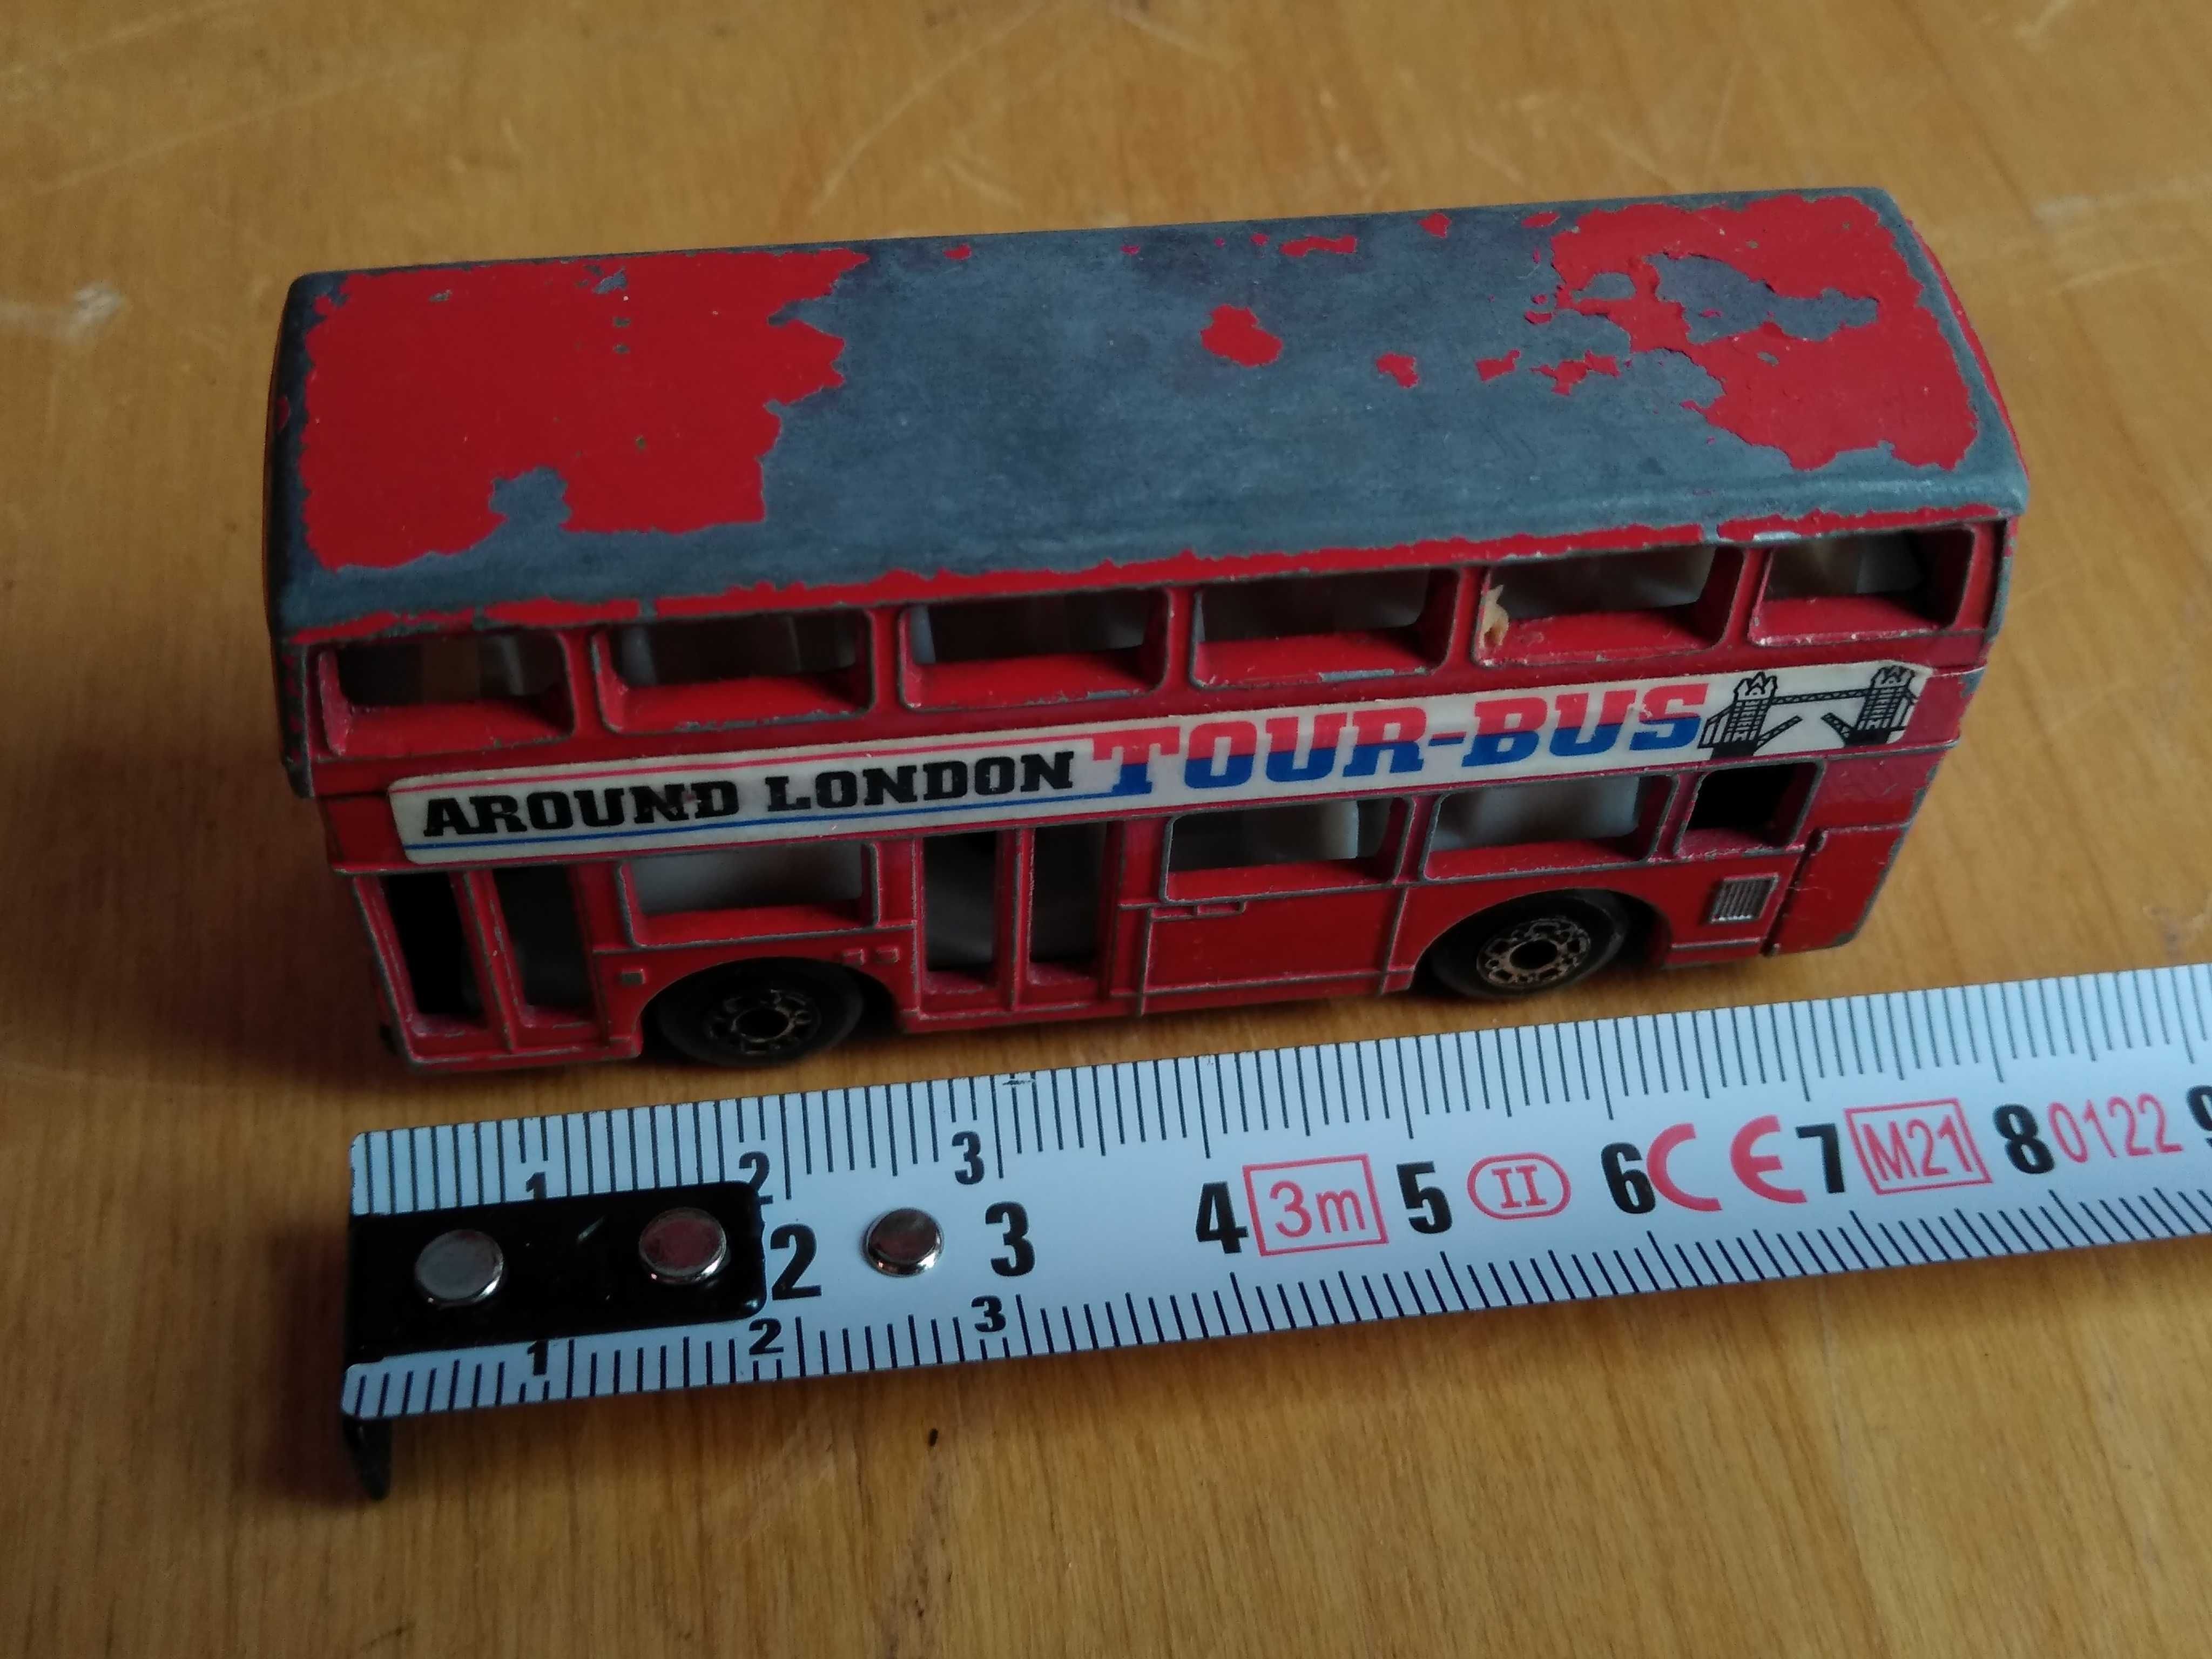 AROUND LONDON TOUR-BUS
1 2 3
2 3 4 3m 5 II 6 CE 7 M21 8 0122 9
1 2 3